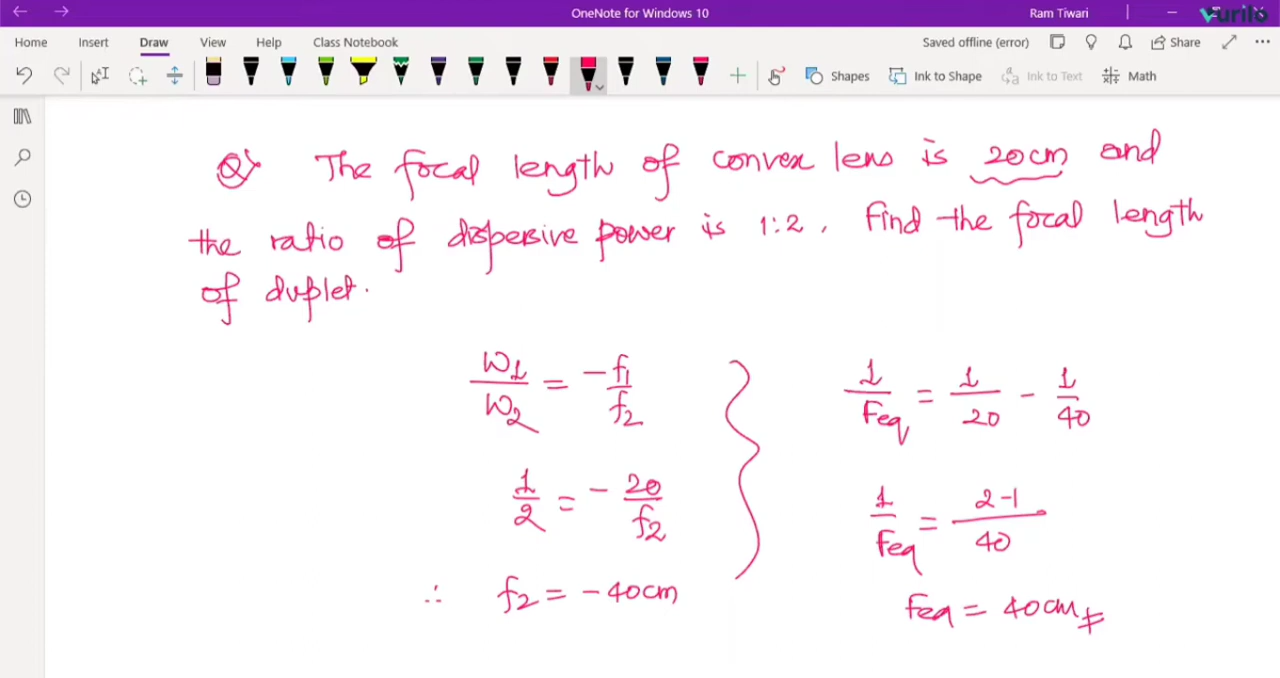 OneNote for Windows 10
Ram Tiwari
Vurilo
Home Insert Draw View Help Class Notebook
Saved offline (error) Share
Shapes Ink to Shape Ink to Text Math
Q) The focal length of convex lens is 20cm and
the ratio of dispersive power is 1:2. Find the focal length
of duplet.
W1/W2 = -f1/f2
1/2 = -20/f2
∴ f2 = -40cm
1/Feq = 1/20 - 1/40
1/Feq = 2-1/40
Feq = 40cm